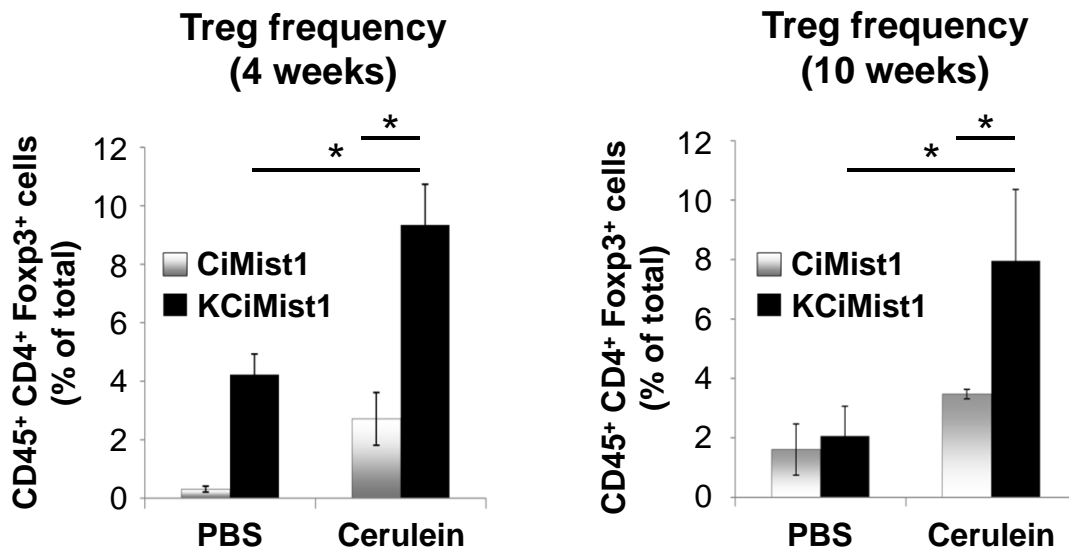 Treg frequency
(4 weeks)
CD45⁺ CD4⁺ Foxp3⁺ cells
(% of total)
12
10
8
6
4
2
0
*
*
CiMist1
KCiMist1
PBS
Cerulein
Treg frequency
(10 weeks)
CD45⁺ CD4⁺ Foxp3⁺ cells
(% of total)
12
10
8
6
4
2
0
*
*
CiMist1
KCiMist1
PBS
Cerulein